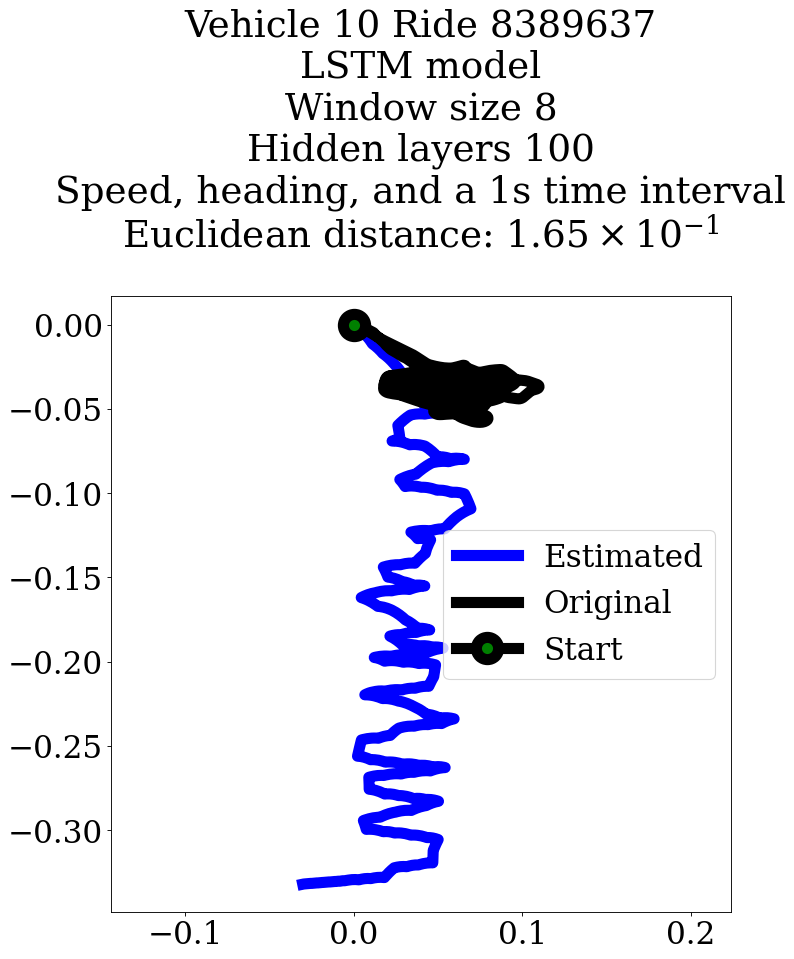 Vehicle 10 Ride 8389637
LSTM model
Window size 8
Hidden layers 100
Speed, heading, and a 1s time interval
Euclidean distance: 1.65 × 10⁻¹
0.00
−0.05
−0.10
−0.15
−0.20
−0.25
−0.30
Estimated
Original
Start
−0.1
0.0
0.1
0.2